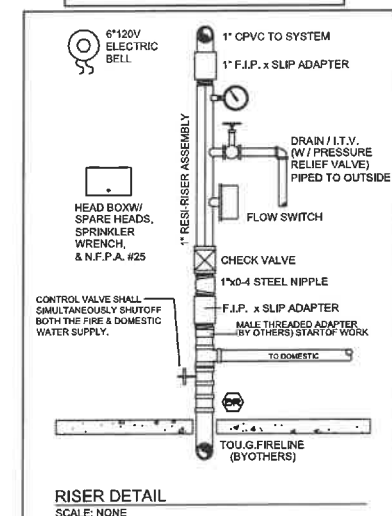 6"120V
ELECTRIC
BELL
1" CPVC TO SYSTEM
1" F.I.P. x SLIP ADAPTER
1" RESI-RISER ASSEMBLY
DRAIN / I.T.V.
(W / PRESSURE
RELIEF VALVE)
PIPED TO OUTSIDE
HEAD BOXW/
SPARE HEADS,
SPRINKLER
WRENCH,
& N.F.P.A. #25
FLOW SWITCH
CHECK VALVE
1"x0-4 STEEL NIPPLE
CONTROL VALVE SHALL
SIMULTANEOUSLY SHUTOFF
BOTH THE FIRE & DOMESTIC
WATER SUPPLY.
F.I.P. x SLIP ADAPTER
MALE THREADED ADAPTER
(BY OTHERS) STARTOF WORK
TO DOMESTIC
TOU.G.FIRELINE
(BYOTHERS)
RISER DETAIL
SCALE: NONE